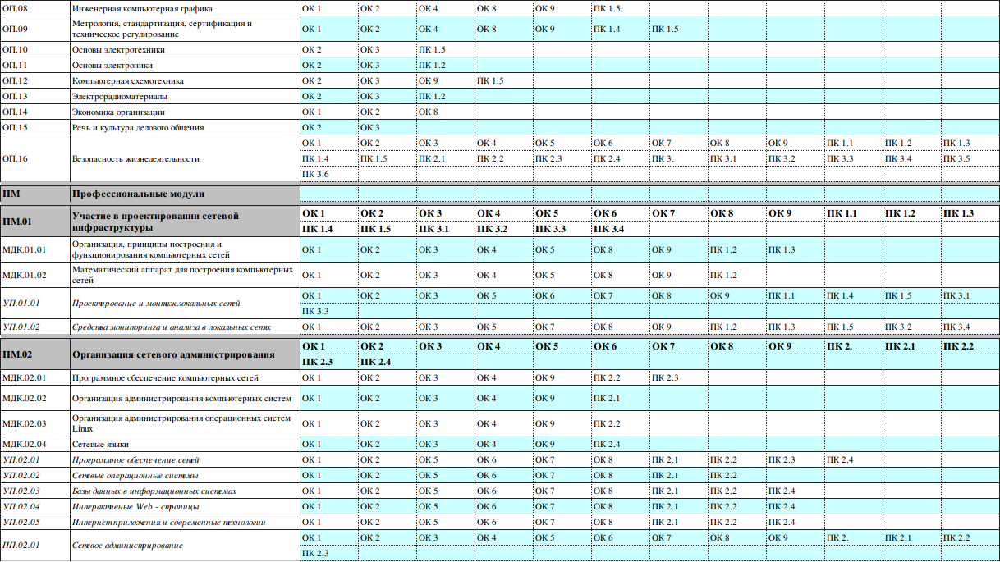 ОП.08 Инженерная компьютерная графика ОК 1 ОК 2 ОК 4 ОК 8 ОК 9 ПК 1.5
Метрология, стандартизация, сертификация и
ОП.09 техническое регулирование ОК 1 ОК 2 ОК 4 ОК 8 ОК 9 ПК 1.4 ПК 1.5
ОП.10 Основы электротехники ОК 2 ОК 3 ПК 1.5
ОП.11 Основы электроники ОК 2 ОК 3 ПК 1.2
ОП.12 Компьютерная схемотехника ОК 2 ОК 3 ОК 9 ПК 1.5
ОП.13 Электрорадиоматериалы ОК 2 ОК 3 ПК 1.2
ОП.14 Экономика организации ОК 1 ОК 2 ОК 8
ОП.15 Речь и культура делового общения ОК 2 ОК 3
ОК 1 ОК 2 ОК 3 ОК 4 ОК 5 ОК 6 ОК 7 ОК 8 ОК 9 ПК 1.1 ПК 1.2 ПК 1.3
ОП.16 Безопасность жизнедеятельности ПК 1.4 ПК 1.5 ПК 2.1 ПК 2.2 ПК 2.3 ПК 2.4 ПК 3. ПК 3.1 ПК 3.2 ПК 3.3 ПК 3.4 ПК 3.5
ПК 3.6
ПМ Профессиональные модули
ПМ.01 Участие в проектировании сетевой ОК 1 ОК 2 ОК 3 ОК 4 ОК 5 ОК 6 ОК 7 ОК 8 ОК 9 ПК 1.1 ПК 1.2 ПК 1.3
инфраструктуры ПК 1.4 ПК 1.5 ПК 3.1 ПК 3.2 ПК 3.3 ПК 3.4
МДК.01.01 Организация, принципы построения и
функционирования компьютерных сетей ОК 1 ОК 2 ОК 3 ОК 4 ОК 5 ОК 8 ОК 9 ПК 1.2 ПК 1.3
МДК.01.02 Математический аппарат для построения компьютерных
сетей ОК 1 ОК 2 ОК 3 ОК 4 ОК 5 ОК 8 ОК 9 ПК 1.2
УП.01.01 Проектирование и монтажлокальных сетей ОК 1 ОК 2 ОК 3 ОК 5 ОК 6 ОК 7 ОК 8 ОК 9 ПК 1.1 ПК 1.4 ПК 1.5 ПК 3.1
ПК 3.3
УП.01.02 Средства мониторинга и анализа в локальных сетях ОК 1 ОК 2 ОК 3 ОК 5 ОК 7 ОК 8 ОК 9 ПК 1.2 ПК 1.3 ПК 1.5 ПК 3.2 ПК 3.4
ПМ.02 Организация сетевого администрирования ОК 1 ОК 2 ОК 3 ОК 4 ОК 5 ОК 6 ОК 7 ОК 8 ОК 9 ПК 2. ПК 2.1 ПК 2.2
ПК 2.3 ПК 2.4
МДК.02.01 Программное обеспечение компьютерных сетей ОК 1 ОК 2 ОК 3 ОК 4 ОК 9 ПК 2.2 ПК 2.3
МДК.02.02 Организация администрирования компьютерных систем ОК 1 ОК 2 ОК 3 ОК 4 ОК 9 ПК 2.1
МДК.02.03 Организация администрирования операционных систем
Linux ОК 1 ОК 2 ОК 3 ОК 4 ОК 9 ПК 2.2
МДК.02.04 Сетевые языки ОК 1 ОК 2 ОК 3 ОК 4 ОК 9 ПК 2.4
УП.02.01 Программное обеспечение сетей ОК 1 ОК 2 ОК 5 ОК 6 ОК 7 ОК 8 ПК 2.1 ПК 2.2 ПК 2.3 ПК 2.4
УП.02.02 Сетевые операционные системы ОК 1 ОК 2 ОК 5 ОК 6 ОК 7 ОК 8 ПК 2.1 ПК 2.2
УП.02.03 Базы данных в информационных системах ОК 1 ОК 2 ОК 5 ОК 6 ОК 7 ОК 8 ПК 2.1 ПК 2.2 ПК 2.4
УП.02.04 Интерактивные Web - страницы ОК 1 ОК 2 ОК 5 ОК 6 ОК 7 ОК 8 ПК 2.1 ПК 2.2 ПК 2.4
УП.02.05 Интернет-приложения и современные технологии ОК 1 ОК 2 ОК 5 ОК 6 ОК 7 ОК 8 ПК 2.1 ПК 2.2 ПК 2.4
ПП.02.01 Сетевое администрирование ОК 1 ОК 2 ОК 3 ОК 4 ОК 5 ОК 6 ОК 7 ОК 8 ОК 9 ПК 2. ПК 2.1 ПК 2.2
ПК 2.3